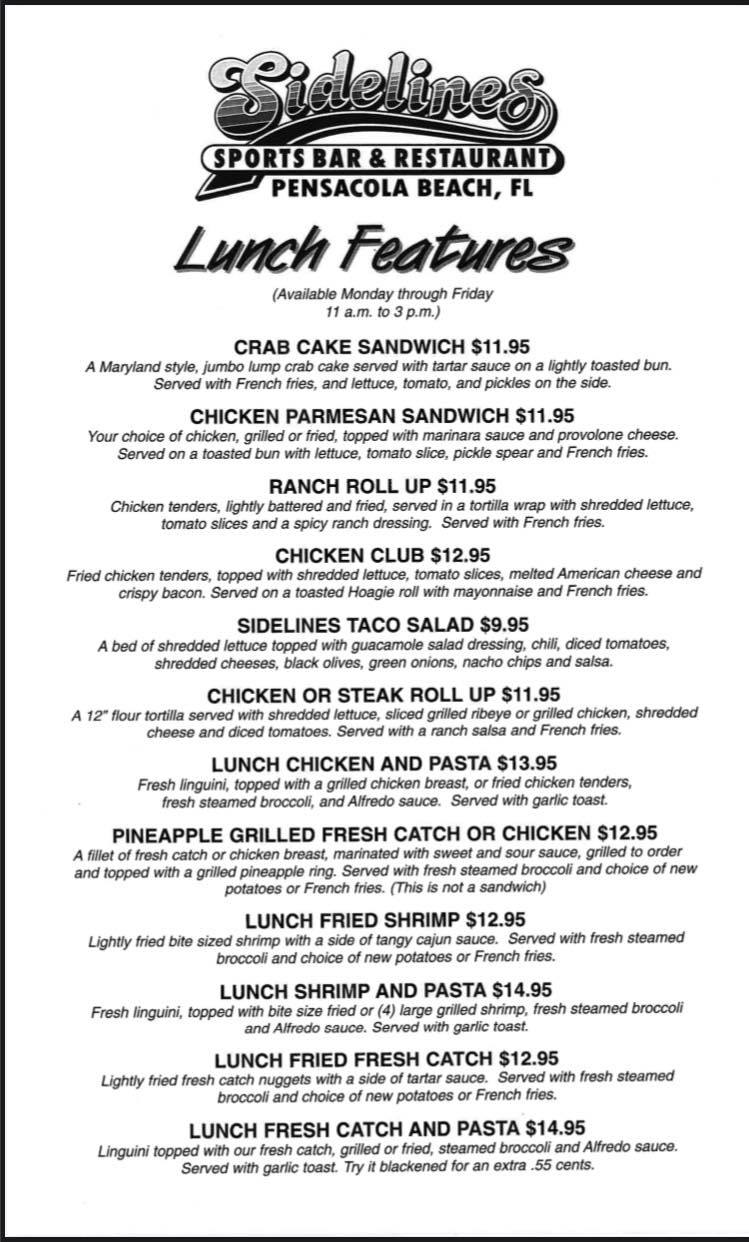 Sidelines
SPORTS BAR & RESTAURANT
PENSACOLA BEACH, FL
Lunch Features
(Available Monday through Friday
11 a.m. to 3 p.m.)
CRAB CAKE SANDWICH $11.95
A Maryland style, jumbo lump crab cake served with tartar sauce on a lightly toasted bun.
Served with French fries, and lettuce, tomato, and pickles on the side.
CHICKEN PARMESAN SANDWICH $11.95
Your choice of chicken, grilled or fried, topped with marinara sauce and provolone cheese.
Served on a toasted bun with lettuce, tomato slice, pickle spear and French fries.
RANCH ROLL UP $11.95
Chicken tenders, lightly battered and fried, served in a tortilla wrap with shredded lettuce,
tomato slices and a spicy ranch dressing. Served with French fries.
CHICKEN CLUB $12.95
Fried chicken tenders, topped with shredded lettuce, tomato slices, melted American cheese and
crispy bacon. Served on a toasted Hoagie roll with mayonnaise and French fries.
SIDELINES TACO SALAD $9.95
A bed of shredded lettuce topped with guacamole salad dressing, chili, diced tomatoes,
shredded cheeses, black olives, green onions, nacho chips and salsa.
CHICKEN OR STEAK ROLL UP $11.95
A 12" flour tortilla served with shredded lettuce, sliced grilled ribeye or grilled chicken, shredded
cheese and diced tomatoes. Served with a ranch salsa and French fries.
LUNCH CHICKEN AND PASTA $13.95
Fresh linguini, topped with a grilled chicken breast, or fried chicken tenders,
fresh steamed broccoli, and Alfredo sauce. Served with garlic toast.
PINEAPPLE GRILLED FRESH CATCH OR CHICKEN $12.95
A fillet of fresh catch or chicken breast, marinated with sweet and sour sauce, grilled to order
and topped with a grilled pineapple ring. Served with fresh steamed broccoli and choice of new
potatoes or French fries. (This is not a sandwich)
LUNCH FRIED SHRIMP $12.95
Lightly fried bite sized shrimp with a side of tangy cajun sauce. Served with fresh steamed
broccoli and choice of new potatoes or French fries.
LUNCH SHRIMP AND PASTA $14.95
Fresh linguini, topped with bite size fried or (4) large grilled shrimp, fresh steamed broccoli
and Alfredo sauce. Served with garlic toast.
LUNCH FRIED FRESH CATCH $12.95
Lightly fried fresh catch nuggets with a side of tartar sauce. Served with fresh steamed
broccoli and choice of new potatoes or French fries.
LUNCH FRESH CATCH AND PASTA $14.95
Linguini topped with our fresh catch, grilled or fried, steamed broccoli and Alfredo sauce.
Served with garlic toast. Try it blackened for an extra .55 cents.